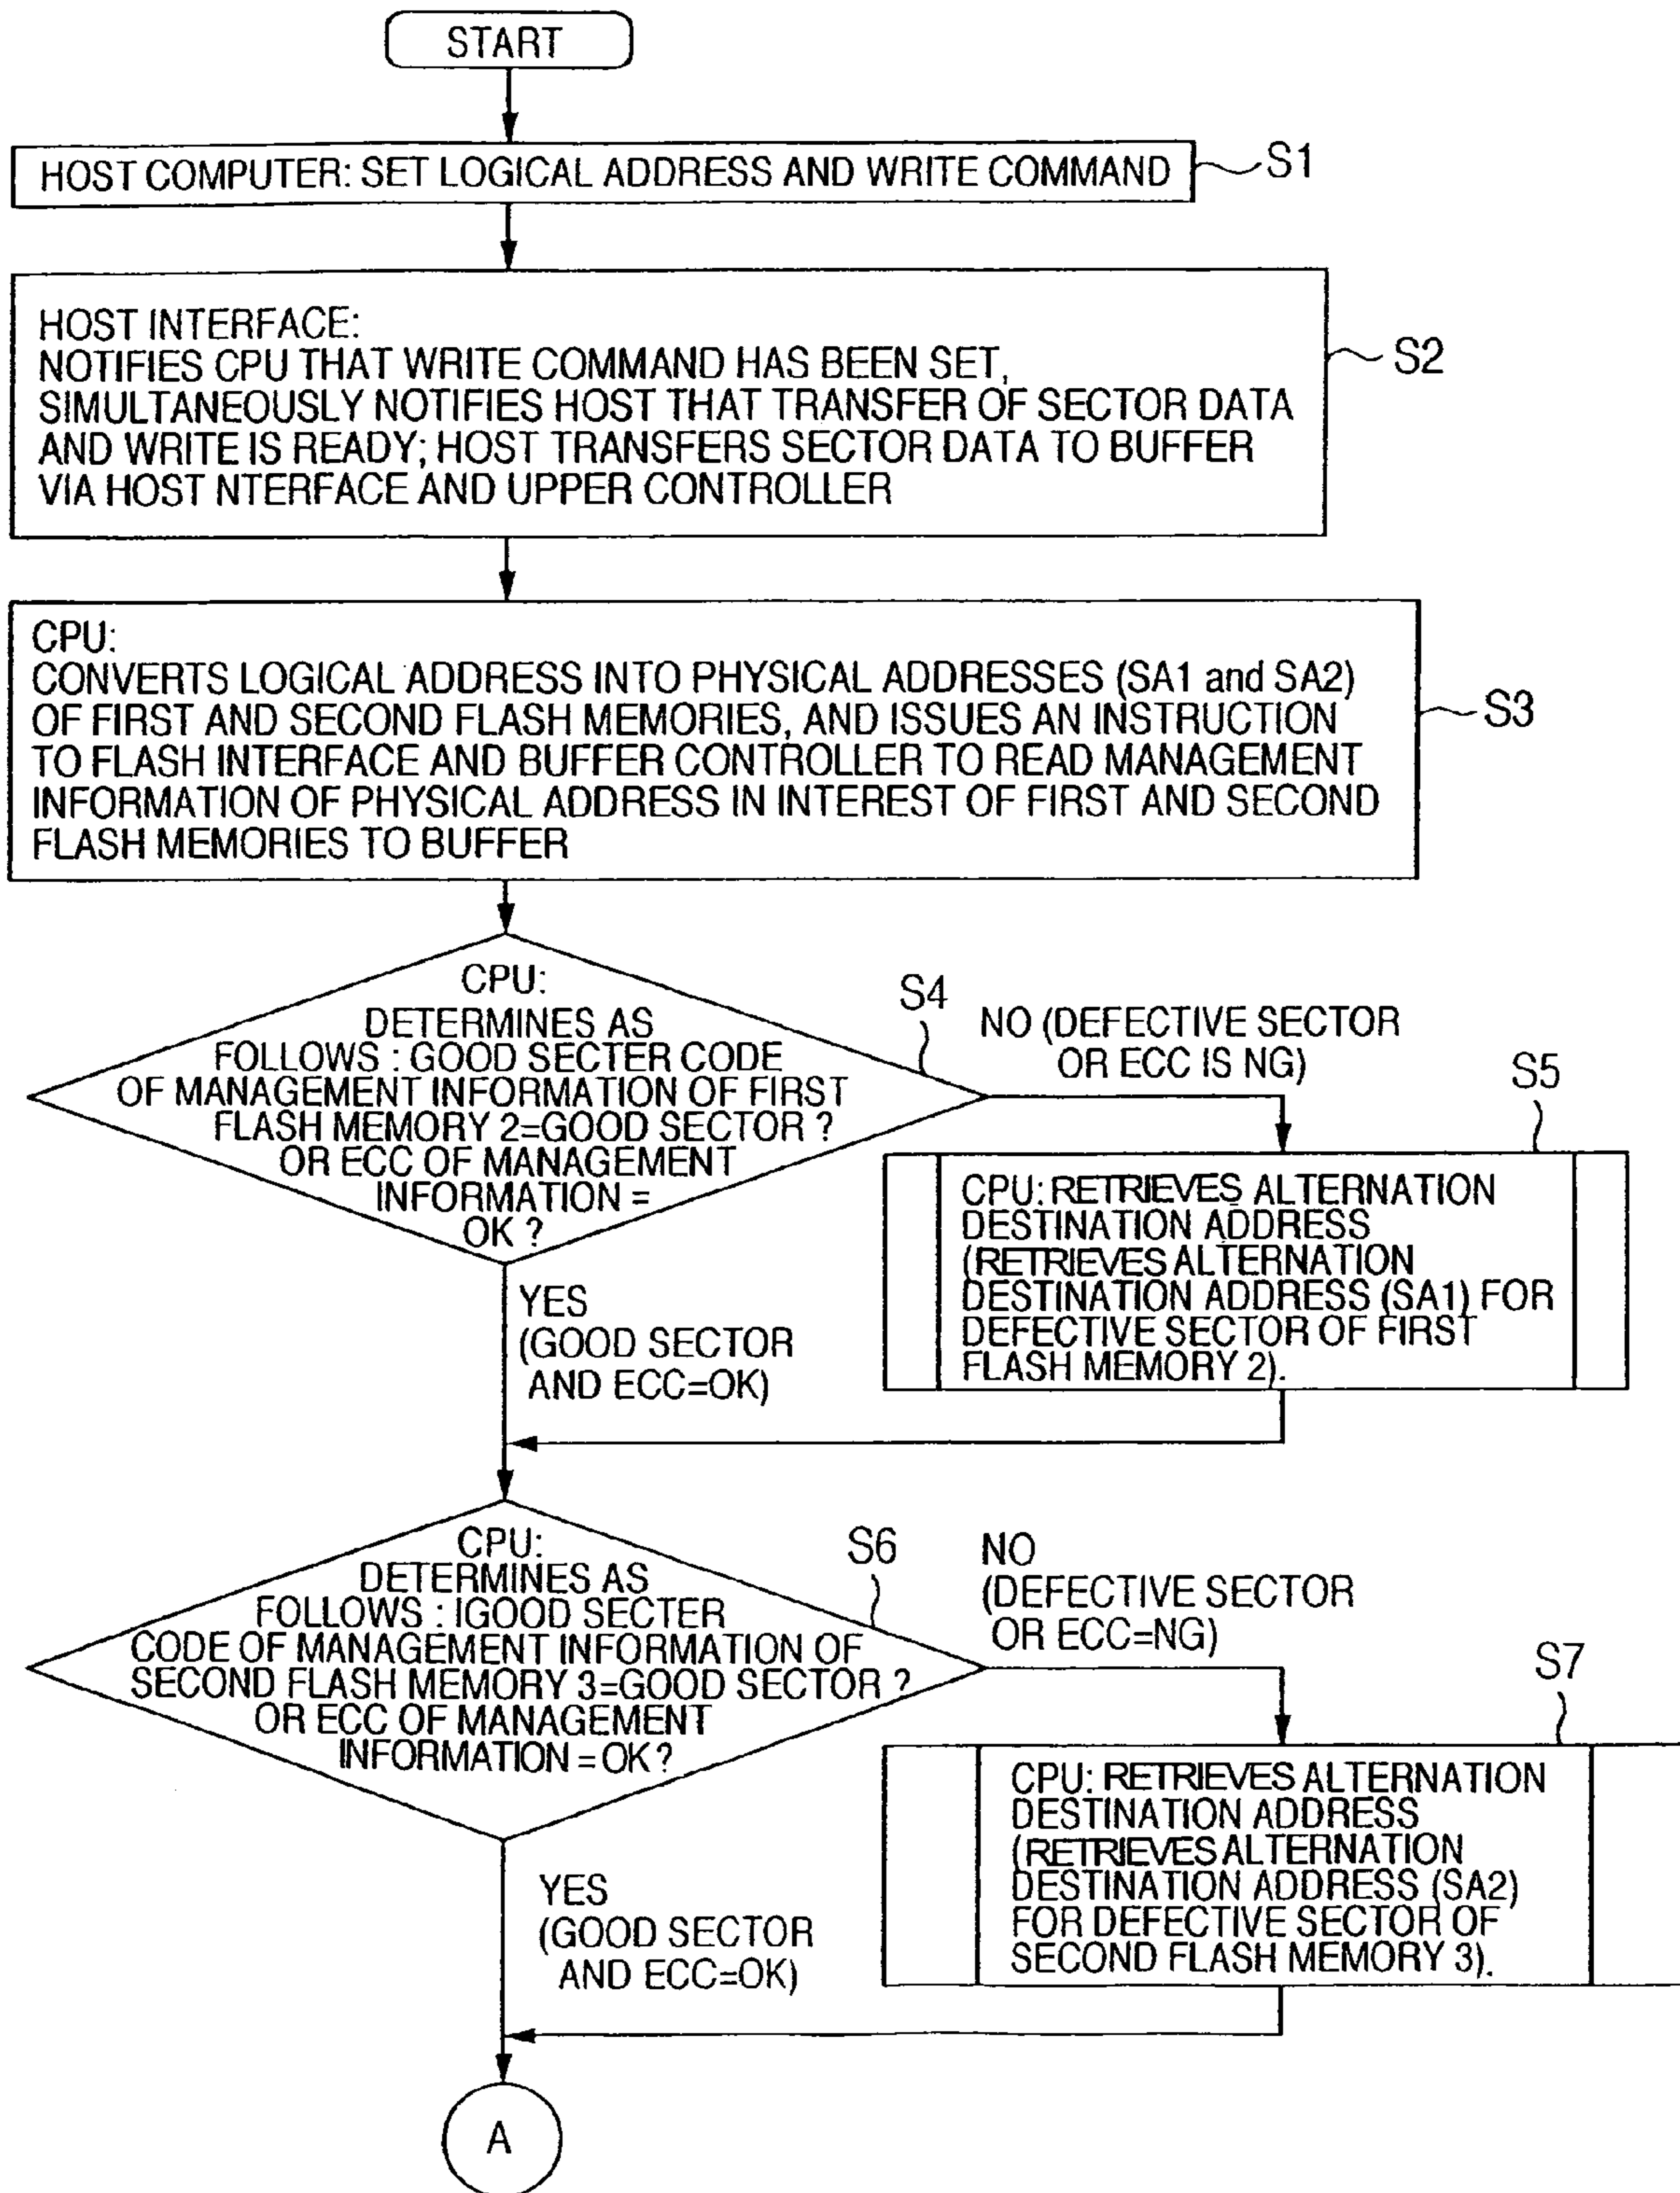 START
HOST COMPUTER: SET LOGICAL ADDRESS AND WRITE COMMAND
S1
HOST INTERFACE:
NOTIFIES CPU THAT WRITE COMMAND HAS BEEN SET,
SIMULTANEOUSLY NOTIFIES HOST THAT TRANSFER OF SECTOR DATA
AND WRITE IS READY; HOST TRANSFERS SECTOR DATA TO BUFFER
VIA HOST NTERFACE AND UPPER CONTROLLER
S2
CPU:
CONVERTS LOGICAL ADDRESS INTO PHYSICAL ADDRESSES (SA1 and SA2)
OF FIRST AND SECOND FLASH MEMORIES, AND ISSUES AN INSTRUCTION
TO FLASH INTERFACE AND BUFFER CONTROLLER TO READ MANAGEMENT
INFORMATION OF PHYSICAL ADDRESS IN INTEREST OF FIRST AND SECOND
FLASH MEMORIES TO BUFFER
S3
CPU:
DETERMINES AS
FOLLOWS : GOOD SECTER CODE
OF MANAGEMENT INFORMATION OF FIRST
FLASH MEMORY 2=GOOD SECTOR ?
OR ECC OF MANAGEMENT
INFORMATION =
OK ?
S4
NO (DEFECTIVE SECTOR
OR ECC IS NG)
S5
CPU: RETRIEVES ALTERNATION
DESTINATION ADDRESS
(RETRIEVES ALTERNATION
DESTINATION ADDRESS (SA1) FOR
DEFECTIVE SECTOR OF FIRST
FLASH MEMORY 2).
YES
(GOOD SECTOR
AND ECC=OK)
CPU:
DETERMINES AS
FOLLOWS : IGOOD SECTER
CODE OF MANAGEMENT INFORMATION OF
SECOND FLASH MEMORY 3=GOOD SECTOR ?
OR ECC OF MANAGEMENT
INFORMATION = OK ?
S6
NO
(DEFECTIVE SECTOR
OR ECC=NG)
S7
CPU: RETRIEVES ALTERNATION
DESTINATION ADDRESS
(RETRIEVES ALTERNATION
DESTINATION ADDRESS (SA2)
FOR DEFECTIVE SECTOR OF
SECOND FLASH MEMORY 3).
YES
(GOOD SECTOR
AND ECC=OK)
A